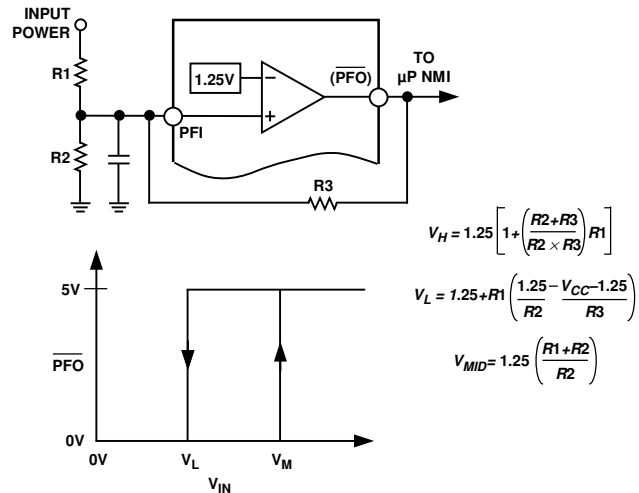 INPUT
POWER
R1
R2
1.25V
−
+
PFI
(P̅F̅O̅)
TO
µP NMI
R3
V_H = 1.25 [1 + ((R2+R3)/(R2 × R3)) R1]
V_L = 1.25+R1 (1.25/R2 − (V_CC–1.25)/R3)
V_MID = 1.25 ((R1+R2)/R2)
5V
P̅F̅O̅
0V
0V
V_L
V_M
V_IN